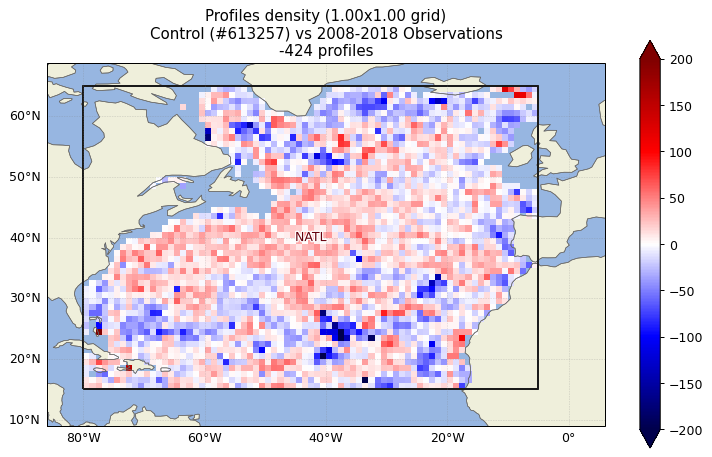 Profiles density (1.00x1.00 grid)
Control (#613257) vs 2008-2018 Observations
-424 profiles
60°N
50°N
40°N
30°N
20°N
10°N
NATL
80°W
60°W
40°W
20°W
0°
200
150
100
50
0
−50
−100
−150
−200